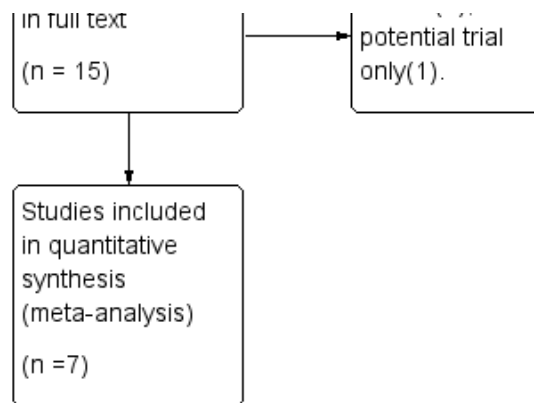 in full text
(n = 15)
potential trial
only(1).
Studies included
in quantitative
synthesis
(meta-analysis)
(n =7)